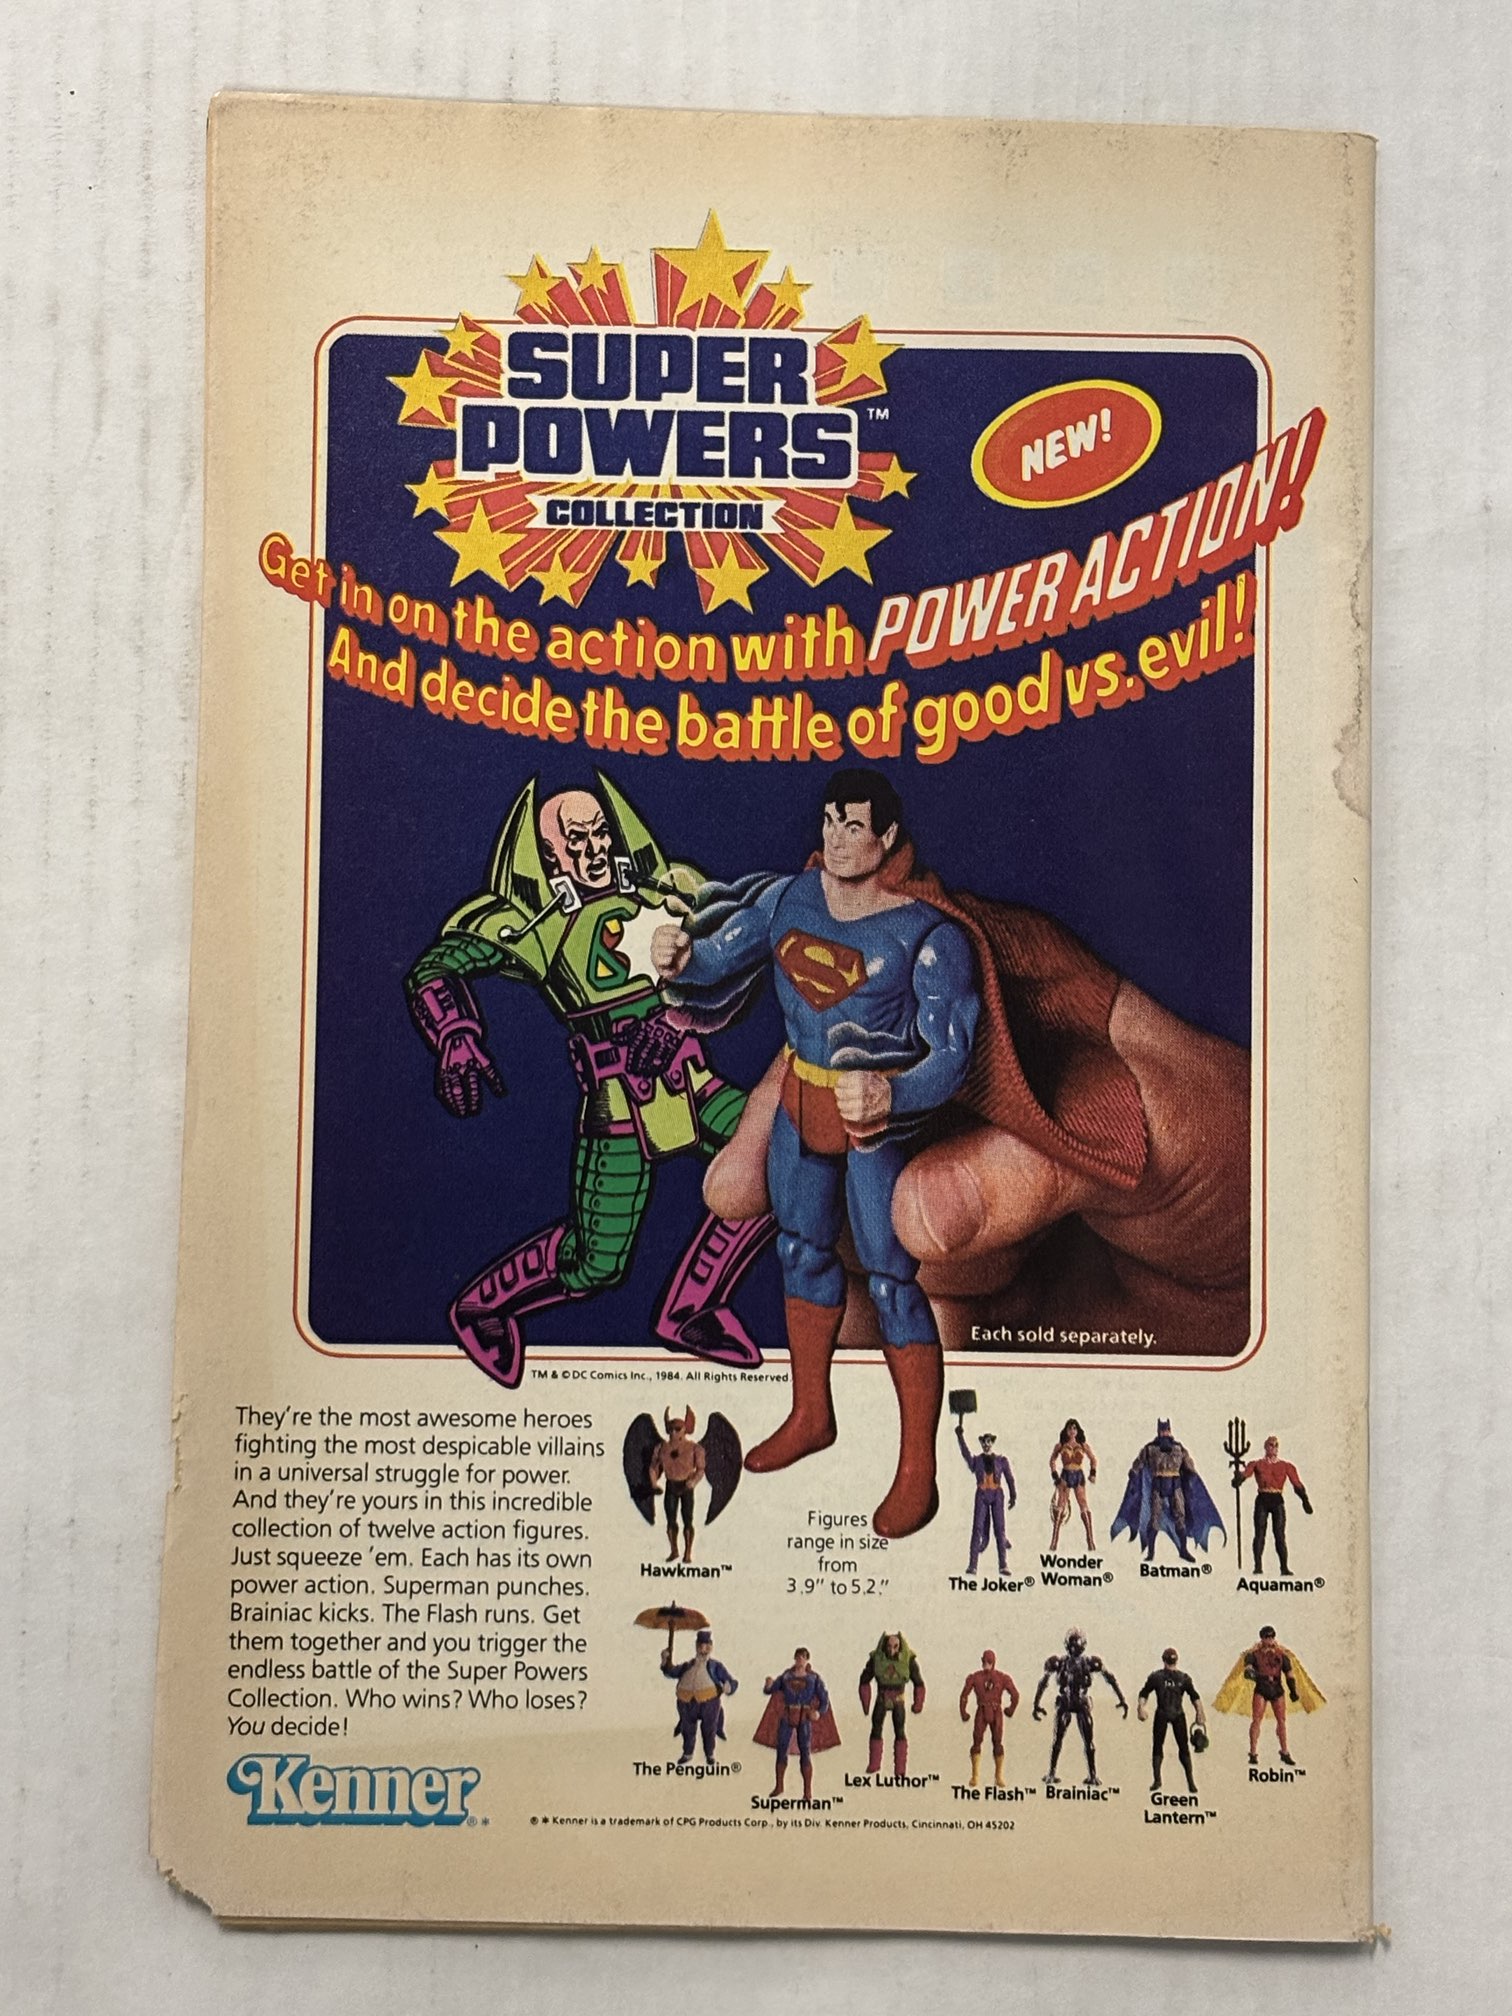 SUPER
POWERS™
COLLECTION
NEW!
Get in on the action with POWER ACTION!
And decide the battle of good vs. evil!
Each sold separately.
TM & © DC Comics Inc., 1984. All Rights Reserved.
They're the most awesome heroes
fighting the most despicable villains
in a universal struggle for power.
And they're yours in this incredible
collection of twelve action figures.
Just squeeze 'em. Each has its own
power action. Superman punches.
Brainiac kicks. The Flash runs. Get
them together and you trigger the
endless battle of the Super Powers
Collection. Who wins? Who loses?
You decide!
Kenner ® *
Hawkman™
Figures
range in size
from
3.9" to 5.2."
The Joker®
Wonder
Woman®
Batman®
Aquaman®
The Penguin®
Superman™
Lex Luthor™
The Flash™
Brainiac™
Green
Lantern™
Robin™
® * Kenner is a trademark of CPG Products Corp., by its Div. Kenner Products, Cincinnati, OH 45202